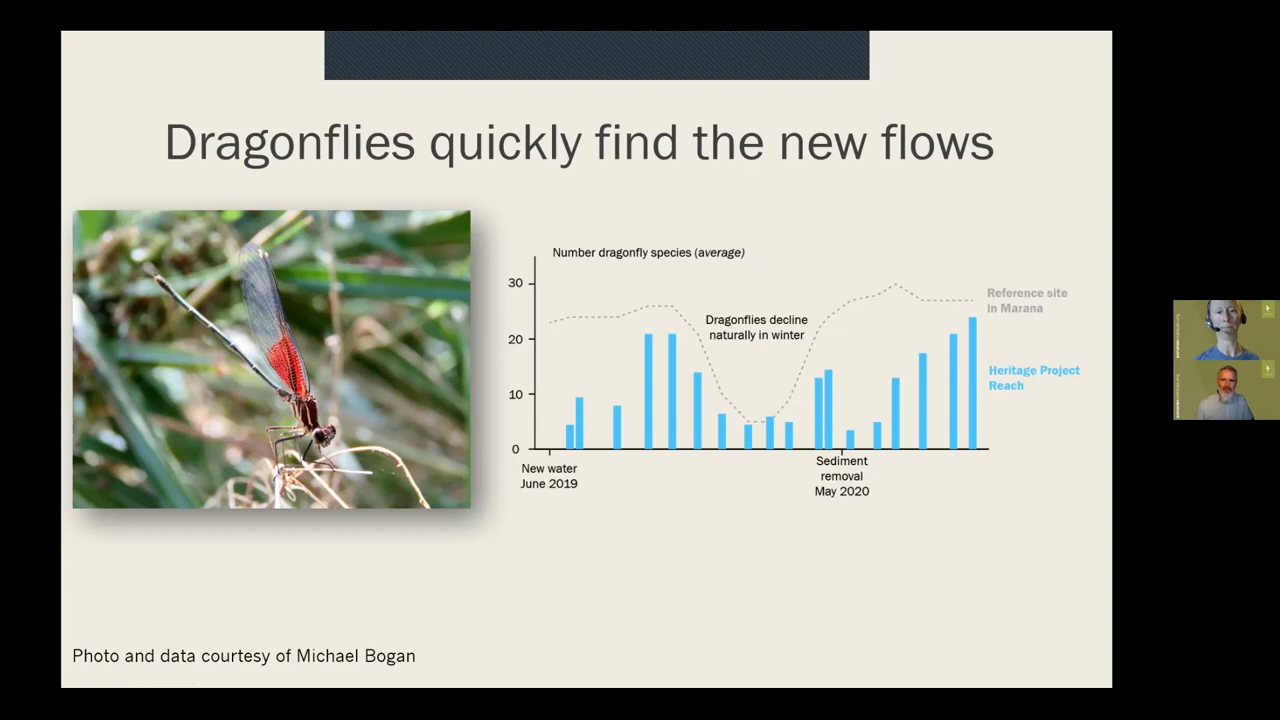 Dragonflies quickly find the new flows
Number dragonfly species (average)
30
20
10
0
Dragonflies decline
naturally in winter
Reference site
in Marana
Heritage Project
Reach
New water
June 2019
Sediment
removal
May 2020
Photo and data courtesy of Michael Bogan